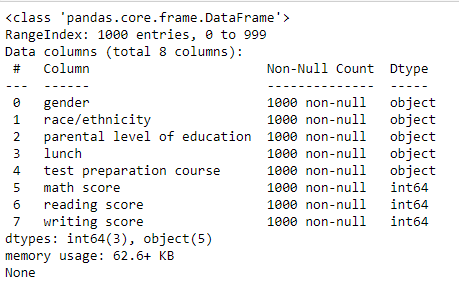 <class 'pandas.core.frame.DataFrame'>
RangeIndex: 1000 entries, 0 to 999
Data columns (total 8 columns):
 #   Column                       Non-Null Count  Dtype
---  ------                       --------------  -----
 0   gender                       1000 non-null   object
 1   race/ethnicity               1000 non-null   object
 2   parental level of education  1000 non-null   object
 3   lunch                        1000 non-null   object
 4   test preparation course      1000 non-null   object
 5   math score                   1000 non-null   int64
 6   reading score                1000 non-null   int64
 7   writing score                1000 non-null   int64
dtypes: int64(3), object(5)
memory usage: 62.6+ KB
None